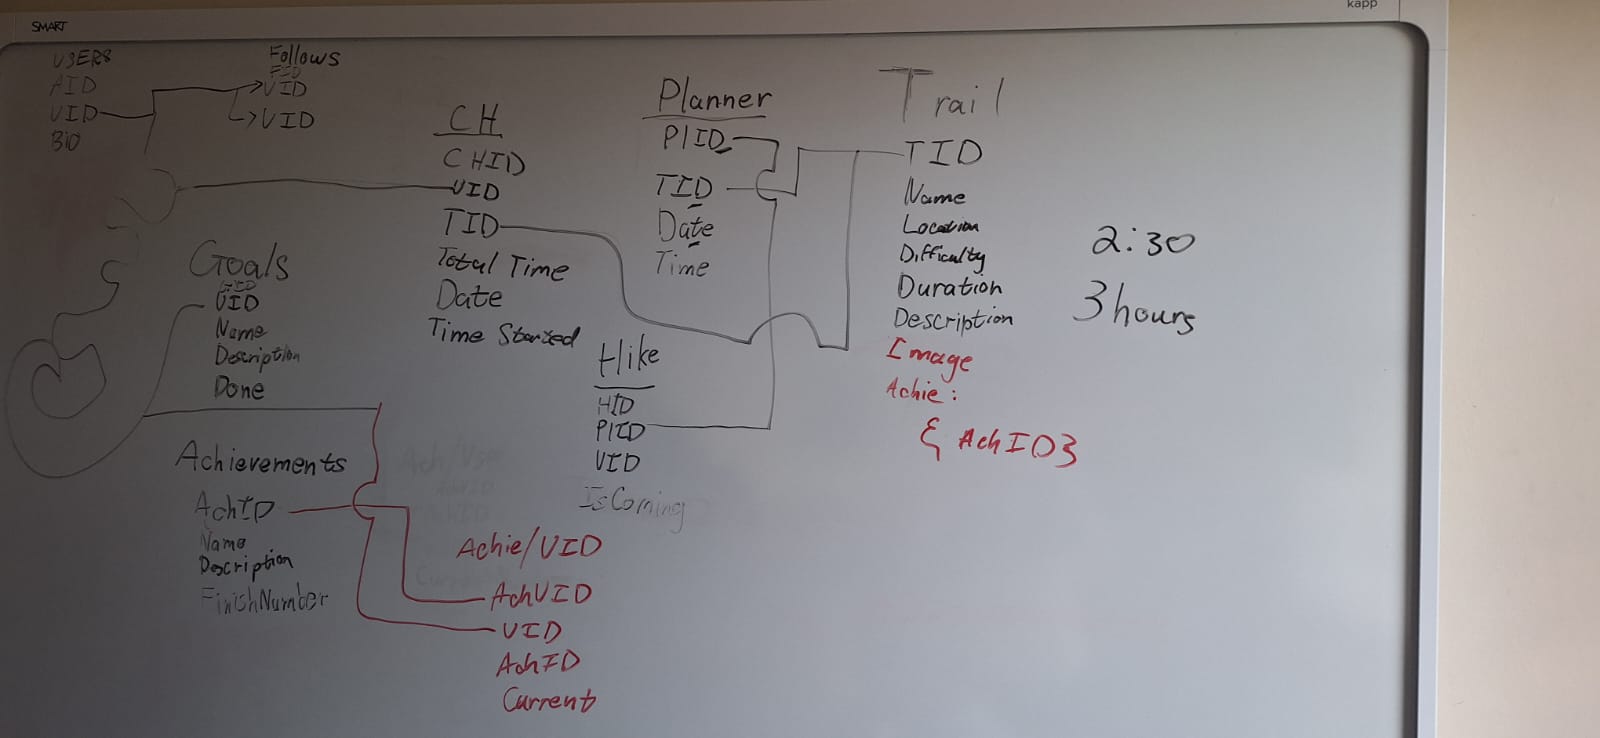 SMART
kapp
USERS
AID
UID
BIO
Follows
FID
UID
UID
CH
CHID
UID
TID
Total Time
Date
Time Started
Planner
PlID
TID
Date
Time
Trail
TID
Name
Location
Difficulty
Duration
Description
Image
Achie:
{ AchID}
2:30
3 hours
Goals
GID
UID
Name
Description
Done
Hike
HID
PlID
UID
IsComing
Achievements
AchID
Name
Description
FinishNumber
Achie/UID
AchUID
UID
AchID
Current